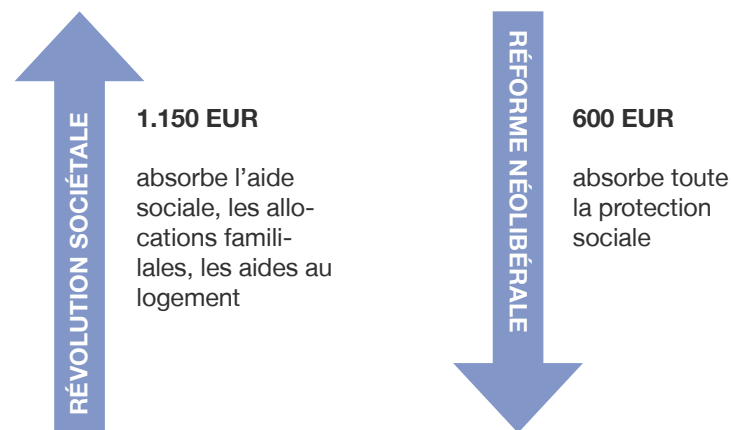 RÉVOLUTION SOCIÉTALE
1.150 EUR
absorbe l’aide
sociale, les allo-
cations famili-
lales, les aides au
logement
RÉFORME NÉOLIBÉRALE
600 EUR
absorbe toute
la protection
sociale